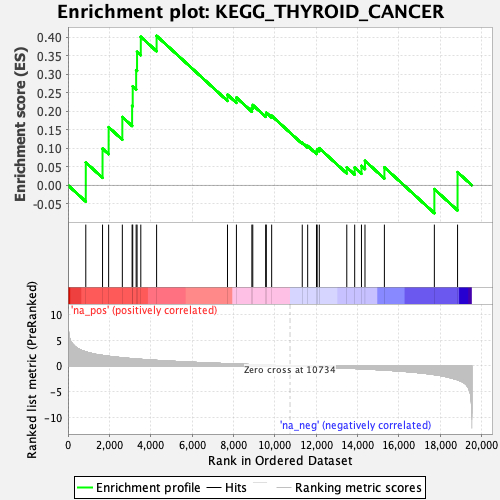 Enrichment plot: KEGG_THYROID_CANCER
Enrichment score (ES)
0.40
0.35
0.30
0.25
0.20
0.15
0.10
0.05
0.00
-0.05
'na_pos' (positively correlated)
Ranked list metric (PreRanked)
10
5
0
-5
-10
Zero cross at 10734
'na_neg' (negatively correlated)
0 2,000 4,000 6,000 8,000 10,000 12,000 14,000 16,000 18,000 20,000
Rank in Ordered Dataset
Enrichment profile Hits Ranking metric scores